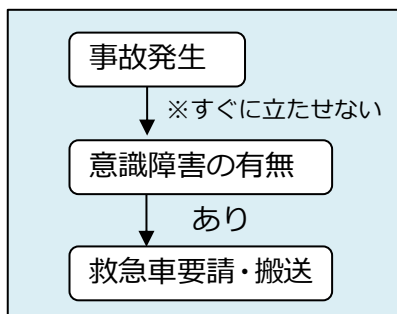 事故発生
※すぐに立たせない
意識障害の有無
あり
救急車要請・搬送